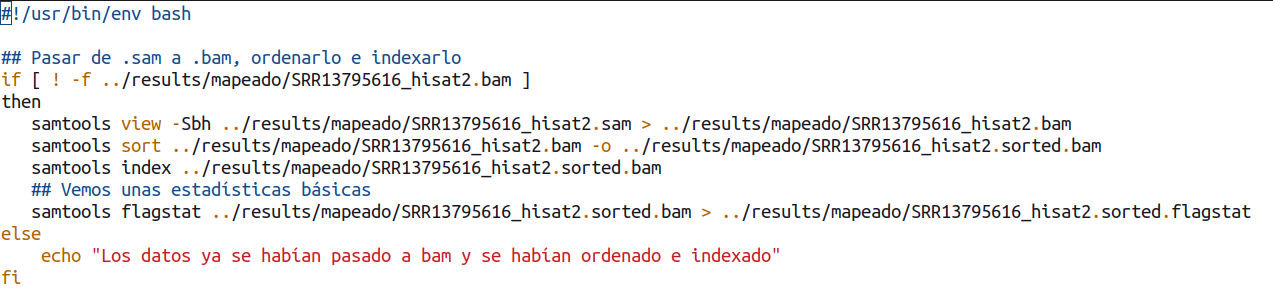 #!/usr/bin/env bash
## Pasar de .sam a .bam, ordenarlo e indexarlo
if [ ! -f ../results/mapeado/SRR13795616_hisat2.bam ]
then
samtools view -Sbh ../results/mapeado/SRR13795616_hisat2.sam > ../results/mapeado/SRR13795616_hisat2.bam
samtools sort ../results/mapeado/SRR13795616_hisat2.bam -o ../results/mapeado/SRR13795616_hisat2.sorted.bam
samtools index ../results/mapeado/SRR13795616_hisat2.sorted.bam
## Vemos unas estadísticas básicas
samtools flagstat ../results/mapeado/SRR13795616_hisat2.sorted.bam > ../results/mapeado/SRR13795616_hisat2.sorted.flagstat
else
echo "Los datos ya se habían pasado a bam y se habían ordenado e indexado"
fi